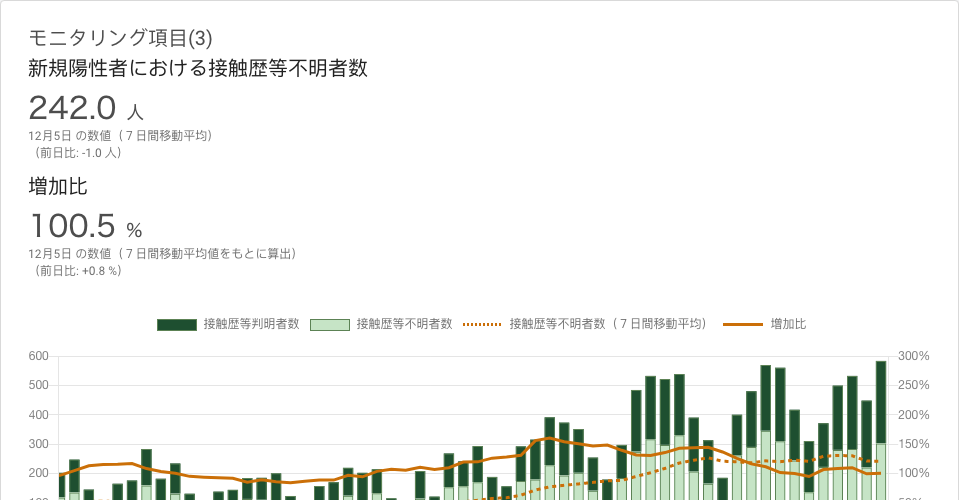 モニタリング項目(3)
新規陽性者における接触歴等不明者数
242.0 人
12月5日 の数値（７日間移動平均）
（前日比: -1.0 人）
増加比
100.5 %
12月5日 の数値（７日間移動平均値をもとに算出）
（前日比: +0.8 %）
接触歴等判明者数 接触歴等不明者数 接触歴等不明者数（７日間移動平均） 増加比
600 300%
500 250%
400 200%
300 150%
200 100%